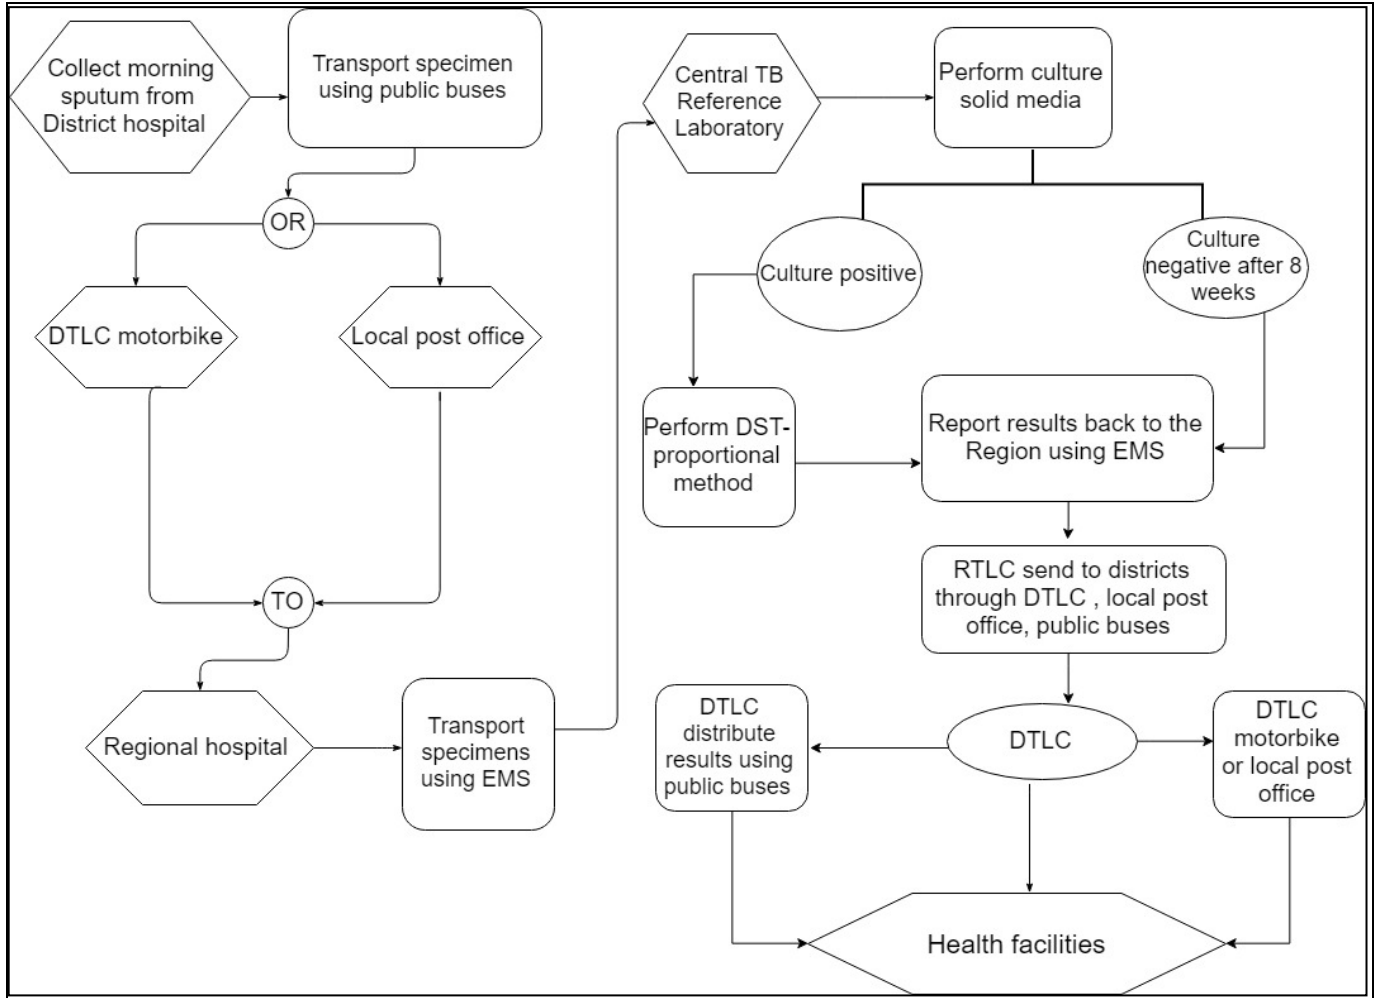 Collect morning
sputum from
District hospital
Transport specimen
using public buses
OR
DTLC motorbike
Local post office
TO
Regional hospital
Transport
specimens
using EMS
Central TB
Reference
Laboratory
Perform culture
solid media
Culture positive
Culture
negative after 8
weeks
Perform DST-
proportional
method
Report results back to the
Region using EMS
RTLC send to districts
through DTLC , local post
office, public buses
DTLC
DTLC
distribute
results using
public buses
DTLC
motorbike
or local post
office
Health facilities